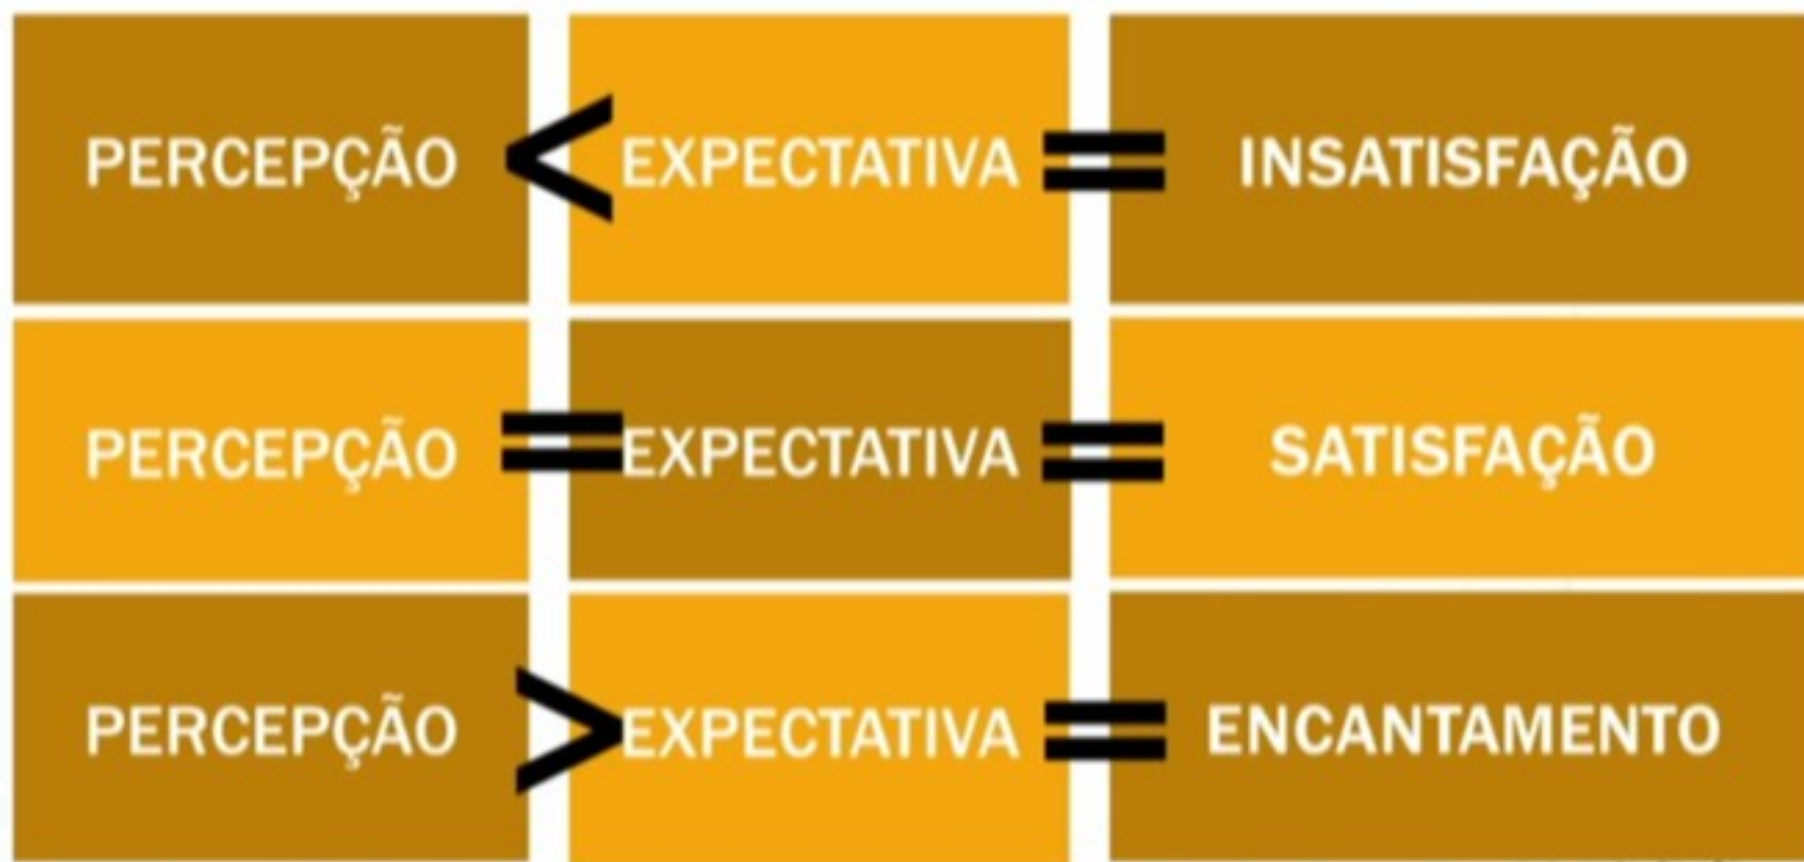 PERCEPÇÃO < EXPECTATIVA = INSATISFAÇÃO
PERCEPÇÃO = EXPECTATIVA = SATISFAÇÃO
PERCEPÇÃO > EXPECTATIVA = ENCANTAMENTO